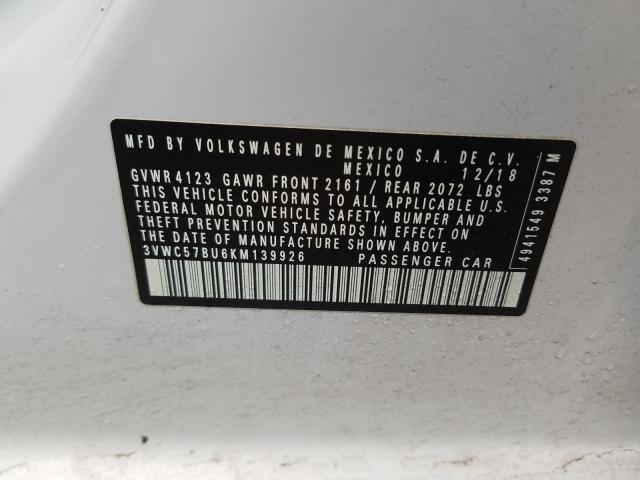 MFD BY VOLKSWAGEN DE MEXICO S.A. DE C.V.
MEXICO 12/18
GVWR 4123 GAWR FRONT 2161 / REAR 2072 LBS
THIS VEHICLE CONFORMS TO ALL APPLICABLE U.S.
FEDERAL MOTOR VEHICLE SAFETY, BUMPER AND
THEFT PREVENTION STANDARDS IN EFFECT ON
THE DATE OF MANUFACTURE SHOWN ABOVE.
3VWC57BU6KM139926 PASSENGER CAR
4941549 3387 M